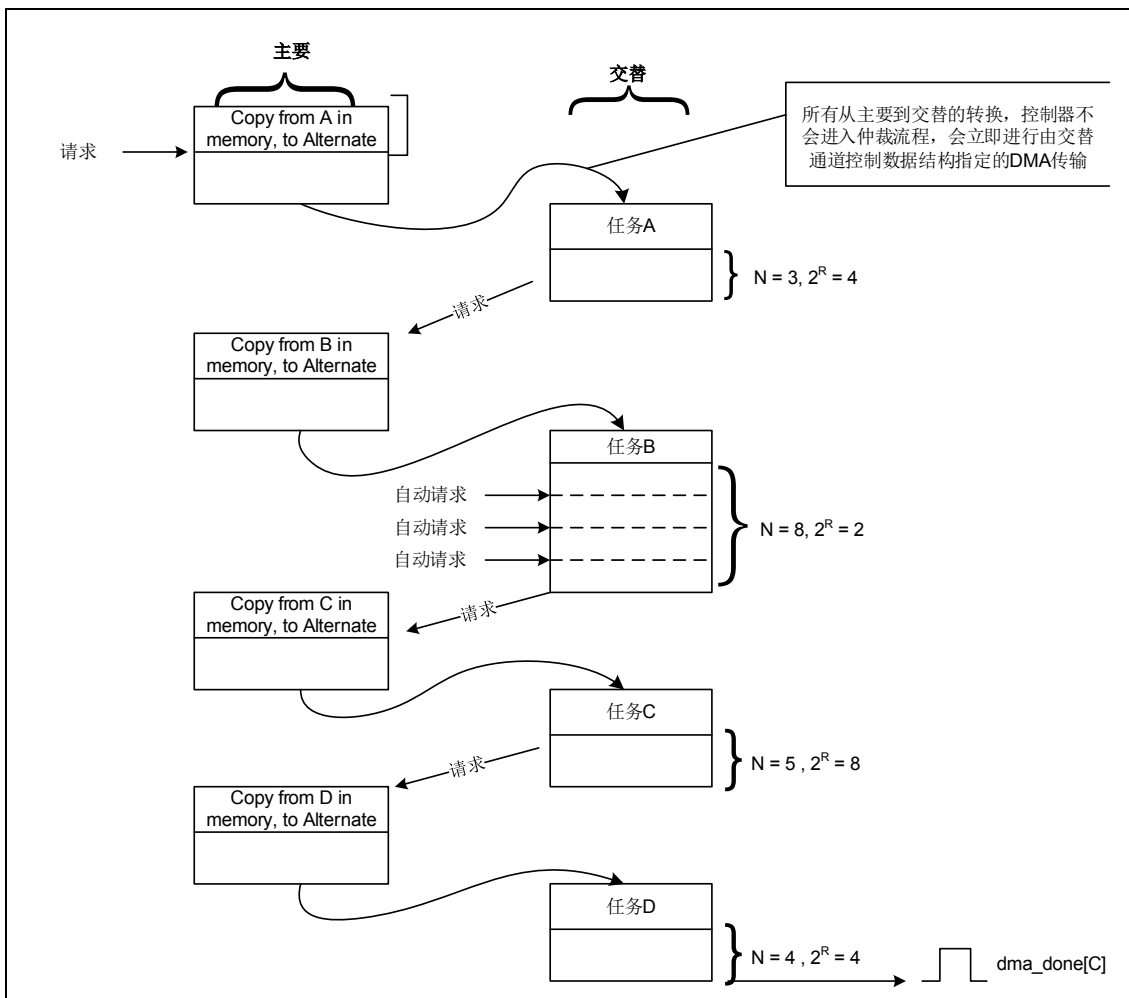 主要
交替
Copy from A in
memory, to Alternate
请求
所有从主要到交替的转换，控制器不
会进入仲裁流程，会立即进行由交替
通道控制数据结构指定的DMA传输
任务A
N = 3, 2^R = 4
请求
Copy from B in
memory, to Alternate
任务B
自动请求
自动请求
自动请求
N = 8, 2^R = 2
Copy from C in
memory, to Alternate
请求
任务C
请求
N = 5 , 2^R = 8
Copy from D in
memory, to Alternate
任务D
N = 4 , 2^R = 4
dma_done[C]